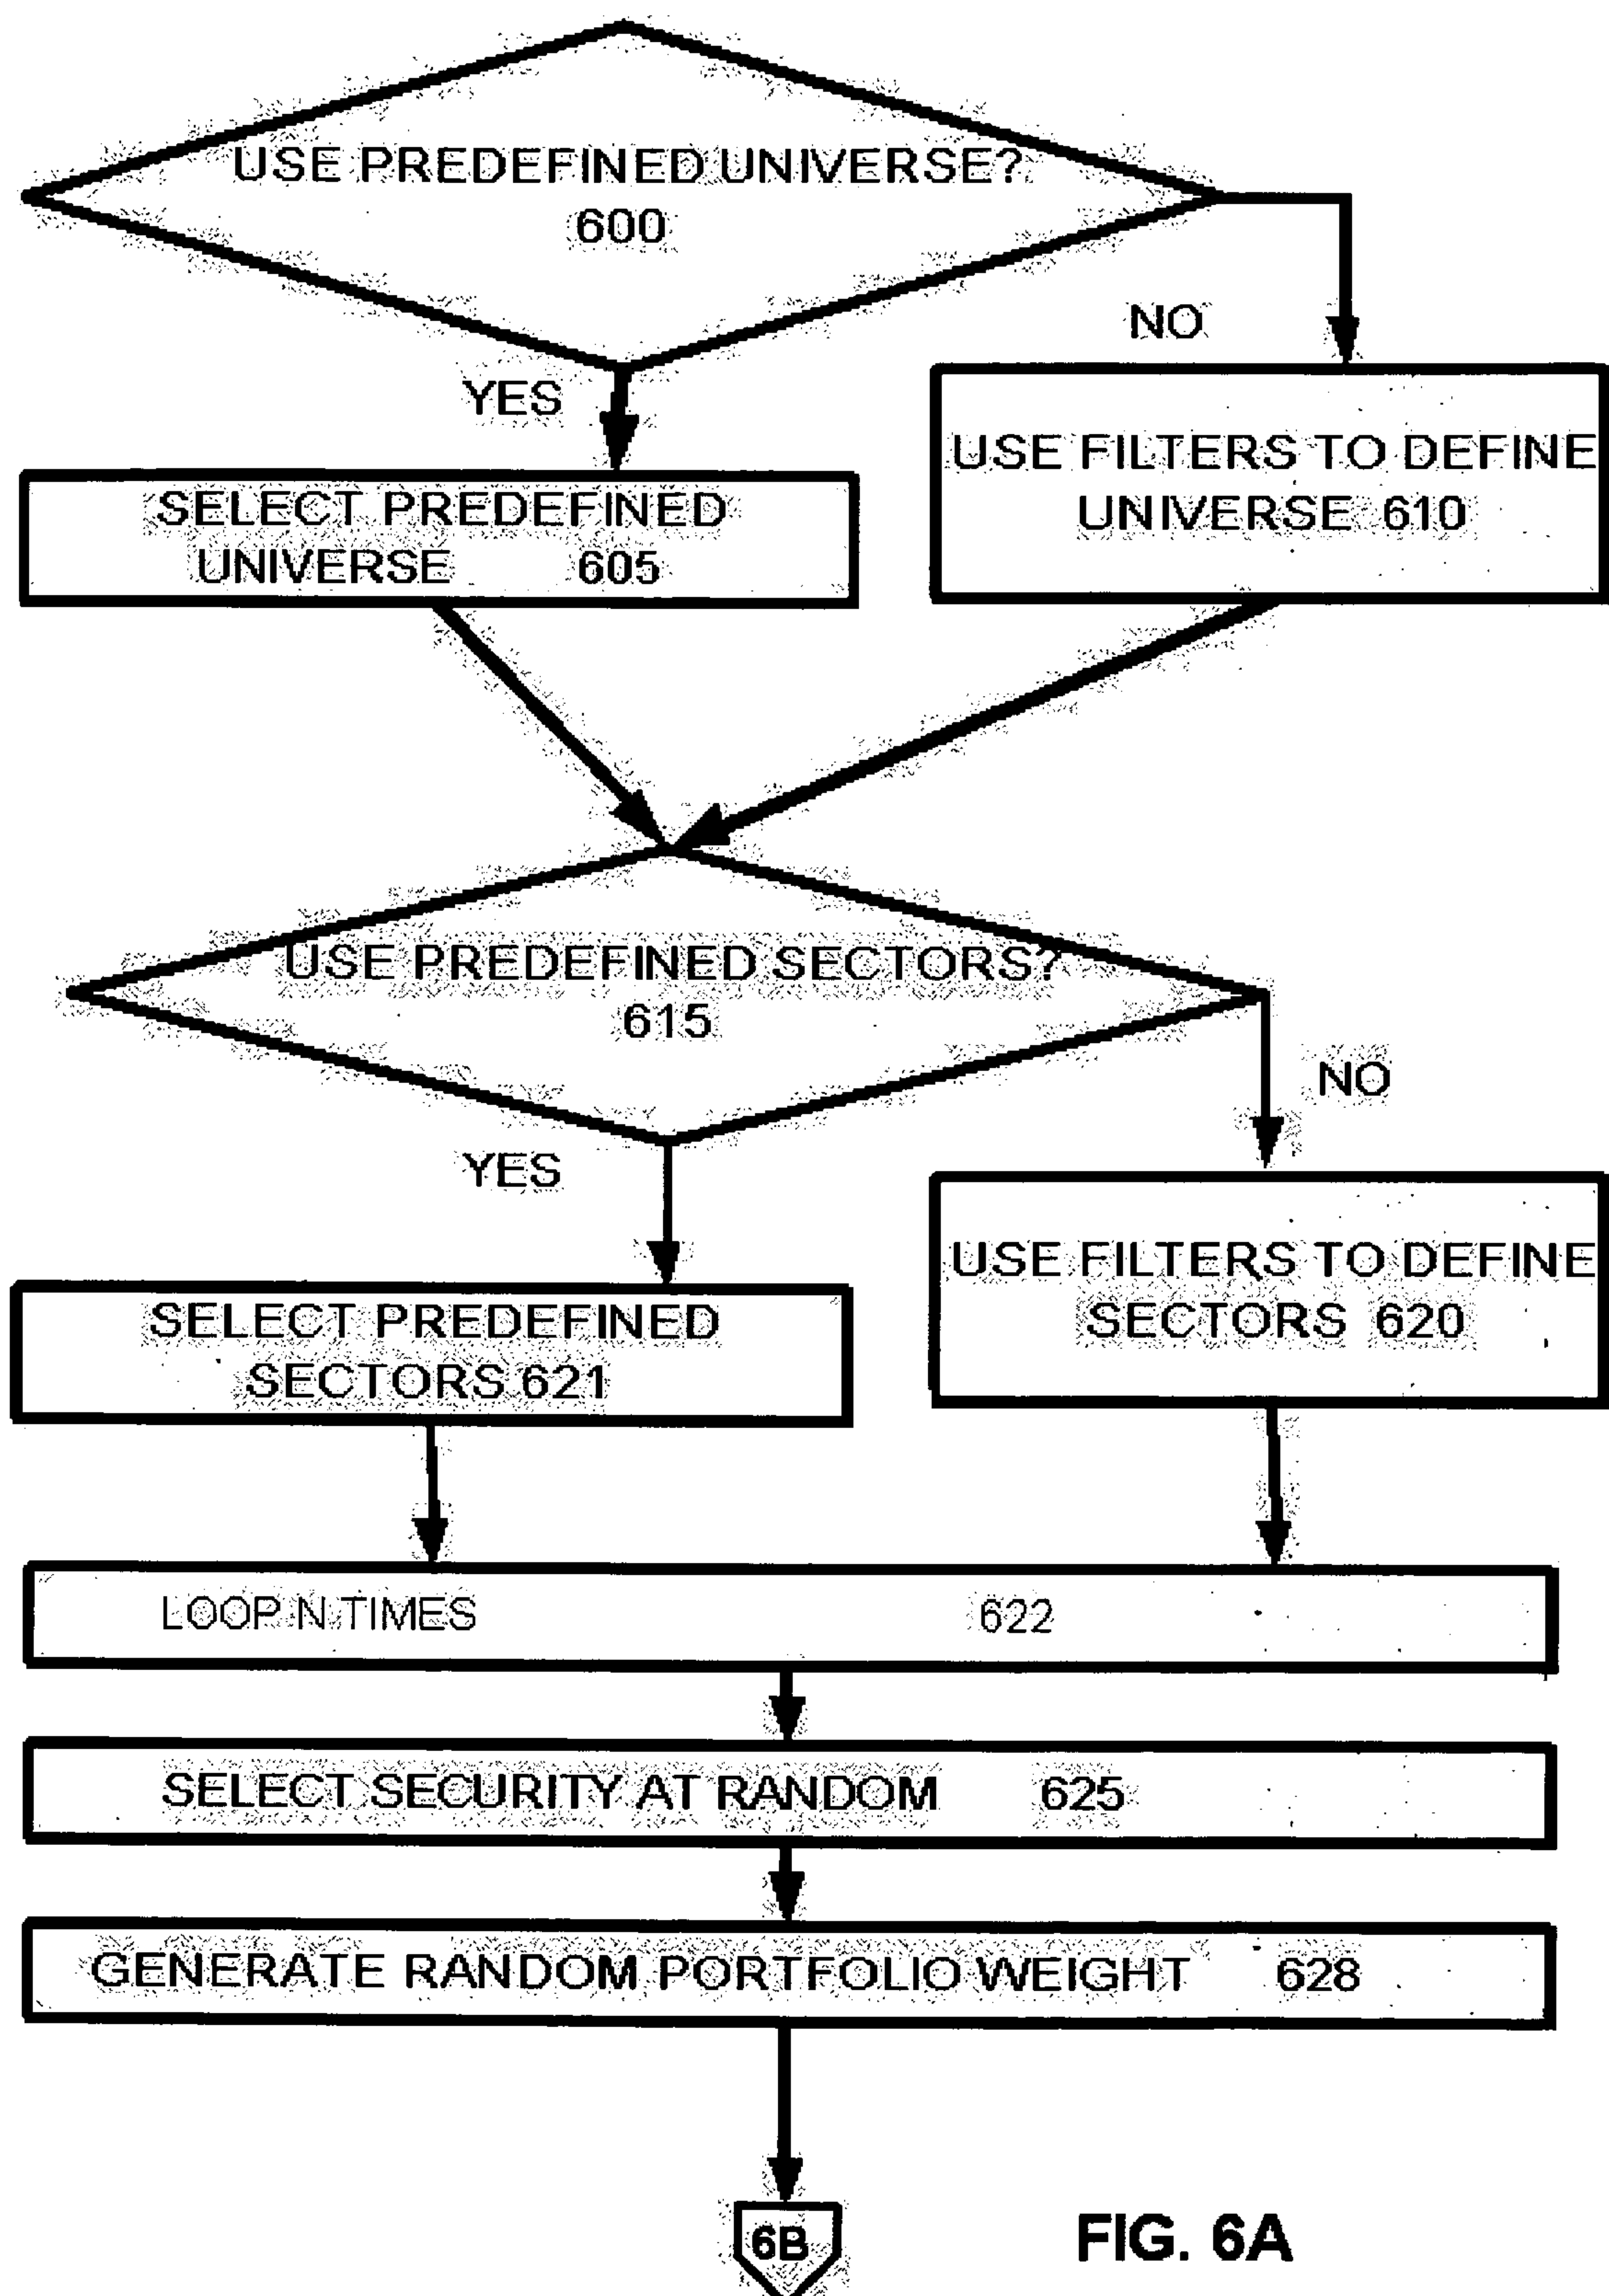 USE PREDEFINED UNIVERSE?
600
NO
YES
USE FILTERS TO DEFINE
UNIVERSE 610
SELECT PREDEFINED
UNIVERSE 605
USE PREDEFINED SECTORS?
615
NO
YES
USE FILTERS TO DEFINE
SECTORS 620
SELECT PREDEFINED
SECTORS 621
LOOP N TIMES 622
SELECT SECURITY AT RANDOM 625
GENERATE RANDOM PORTFOLIO WEIGHT 628
6B
FIG. 6A